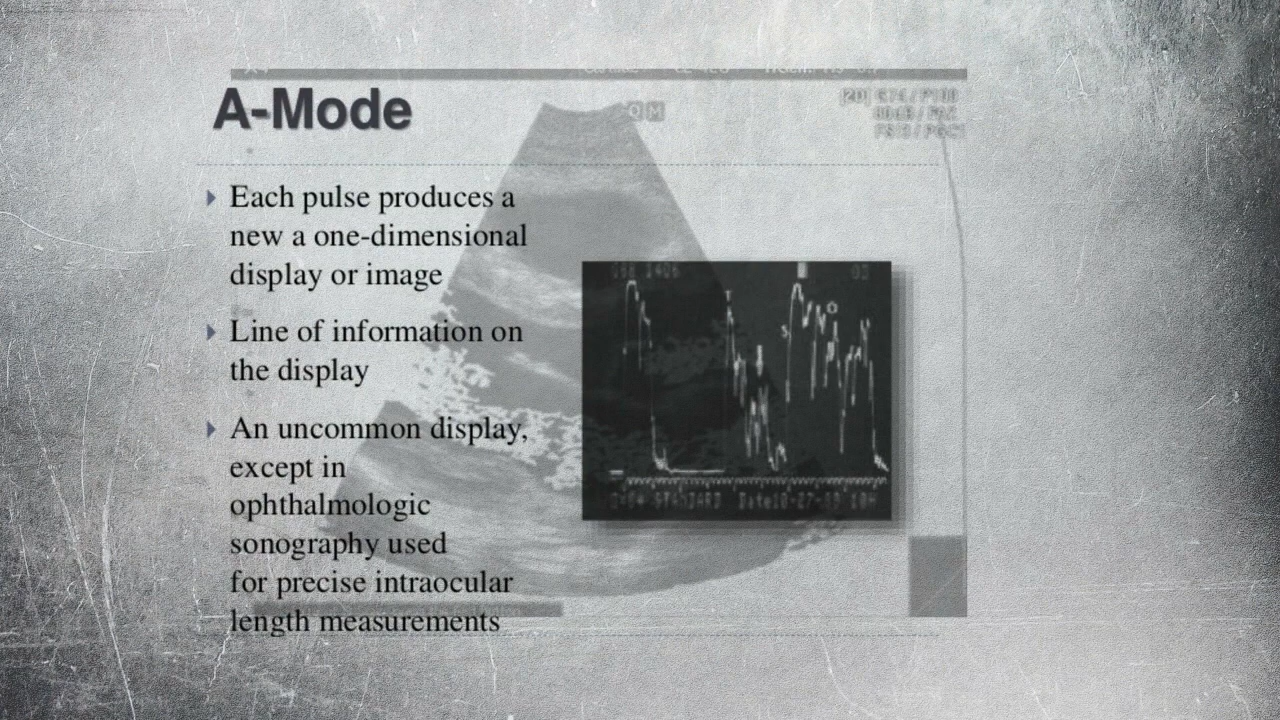 A-Mode
Each pulse produces a
new a one-dimensional
display or image
Line of information on
the display
An uncommon display,
except in
ophthalmologic
sonography used
for precise intraocular
length measurements